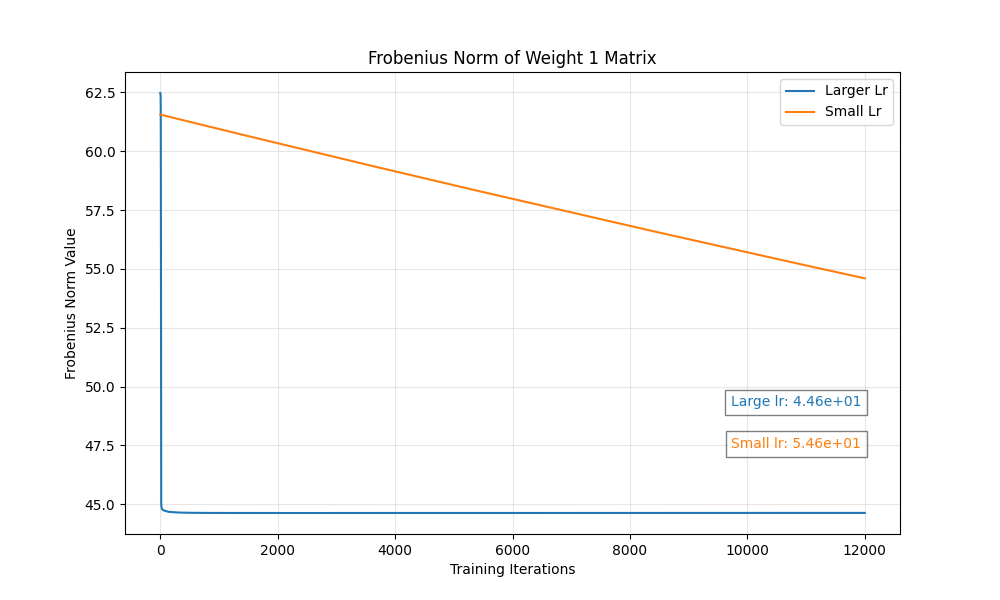 Frobenius Norm of Weight 1 Matrix
Larger Lr
Small Lr
Frobenius Norm Value
62.5
60.0
57.5
55.0
52.5
50.0
47.5
45.0
Large lr: 4.46e+01
Small lr: 5.46e+01
0
2000
4000
6000
8000
10000
12000
Training Iterations